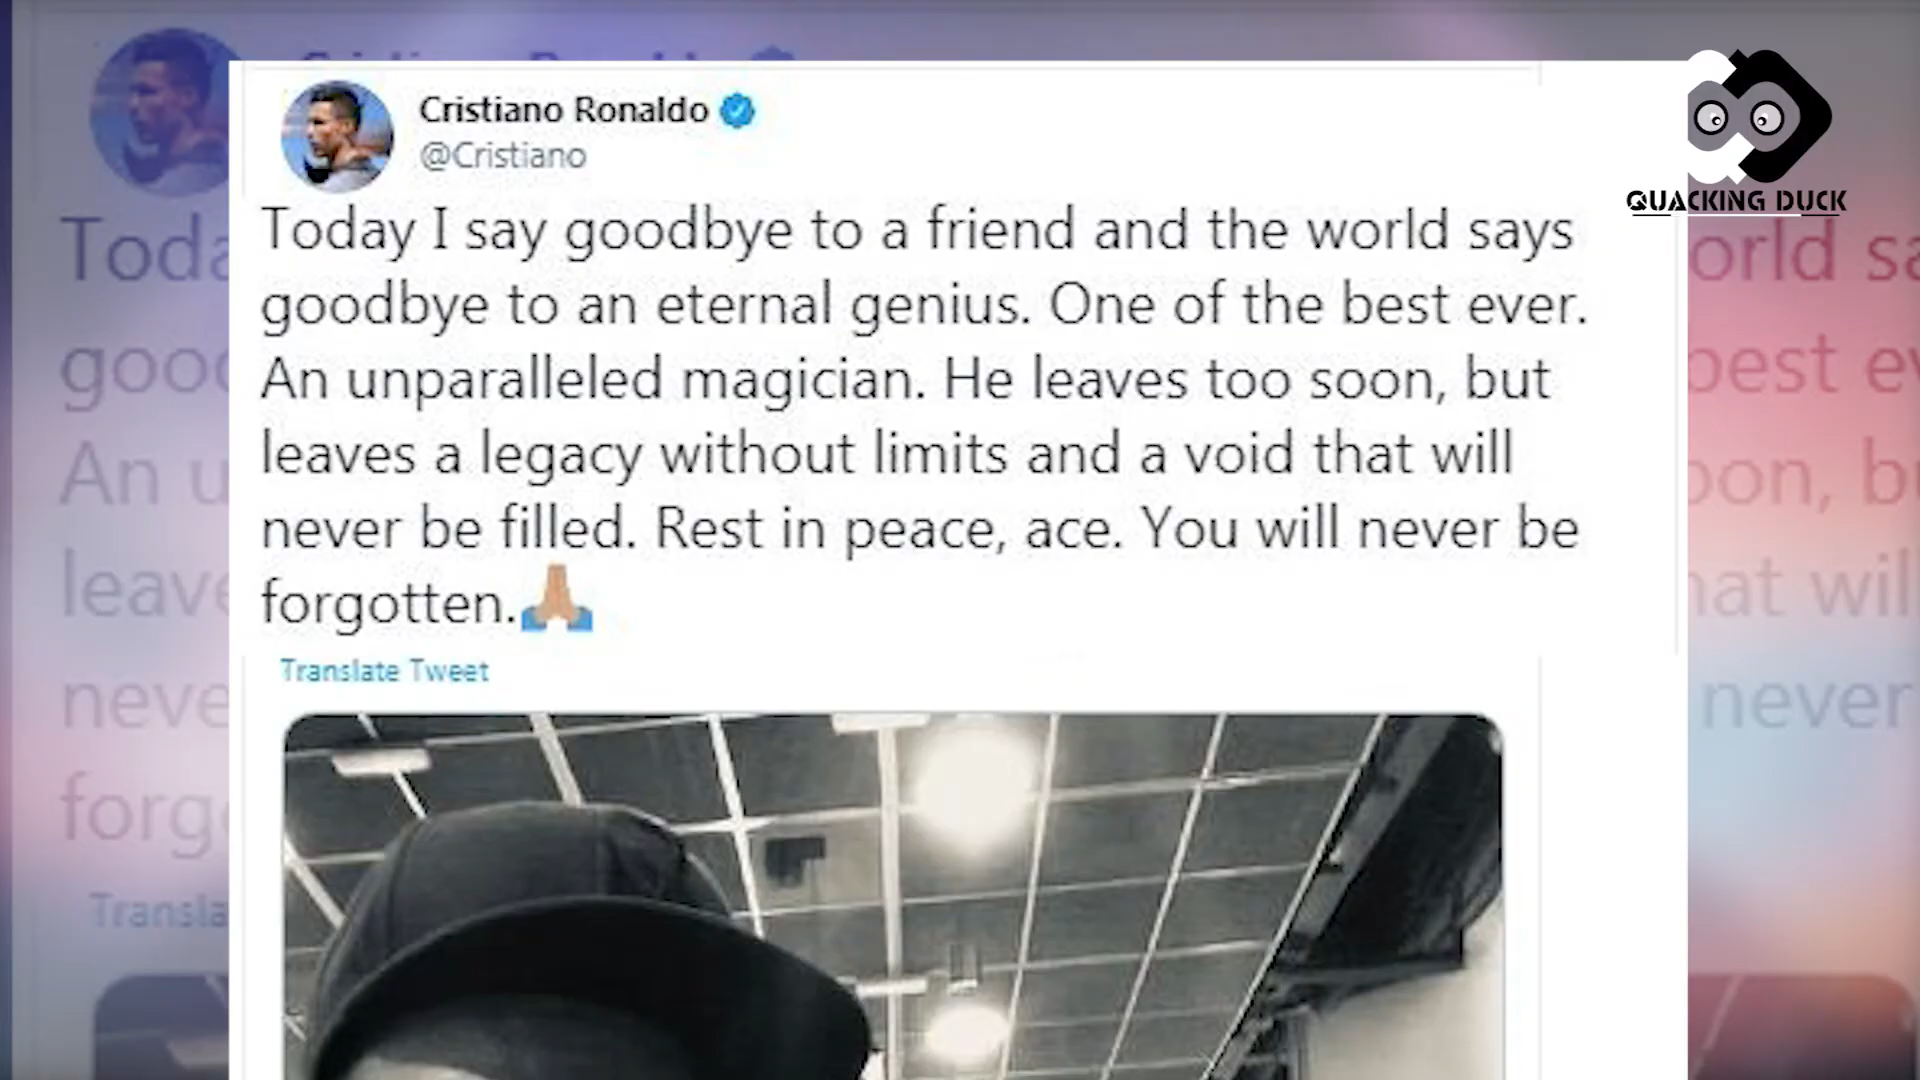 Cristiano Ronaldo
@Cristiano
QUACKING DUCK
Today I say goodbye to a friend and the world says
goodbye to an eternal genius. One of the best ever.
An unparalleled magician. He leaves too soon, but
leaves a legacy without limits and a void that will
never be filled. Rest in peace, ace. You will never be
forgotten.🙏🏽
Translate Tweet